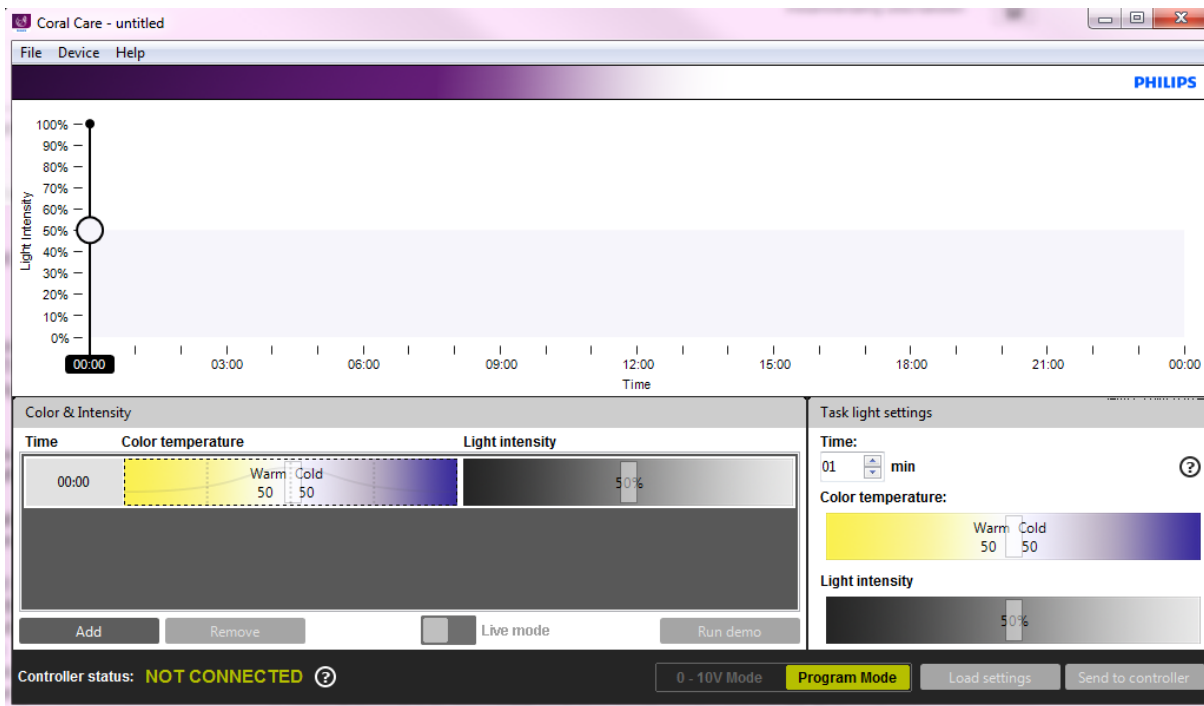 Coral Care - untitled
File Device Help
PHILIPS
100%
90%
80%
70%
60%
50%
40%
30%
20%
10%
0%
Light Intensity
00:00 03:00 06:00 09:00 12:00 15:00 18:00 21:00 00:00
Time
Color & Intensity
Time Color temperature Light intensity
00:00 Warm Cold
50 50
50%
Add Remove Live mode Run demo
Task light settings
Time:
01 min ?
Color temperature:
Warm Cold
50 50
Light intensity
50%
Controller status: NOT CONNECTED ? 0 - 10V Mode Program Mode Load settings Send to controller